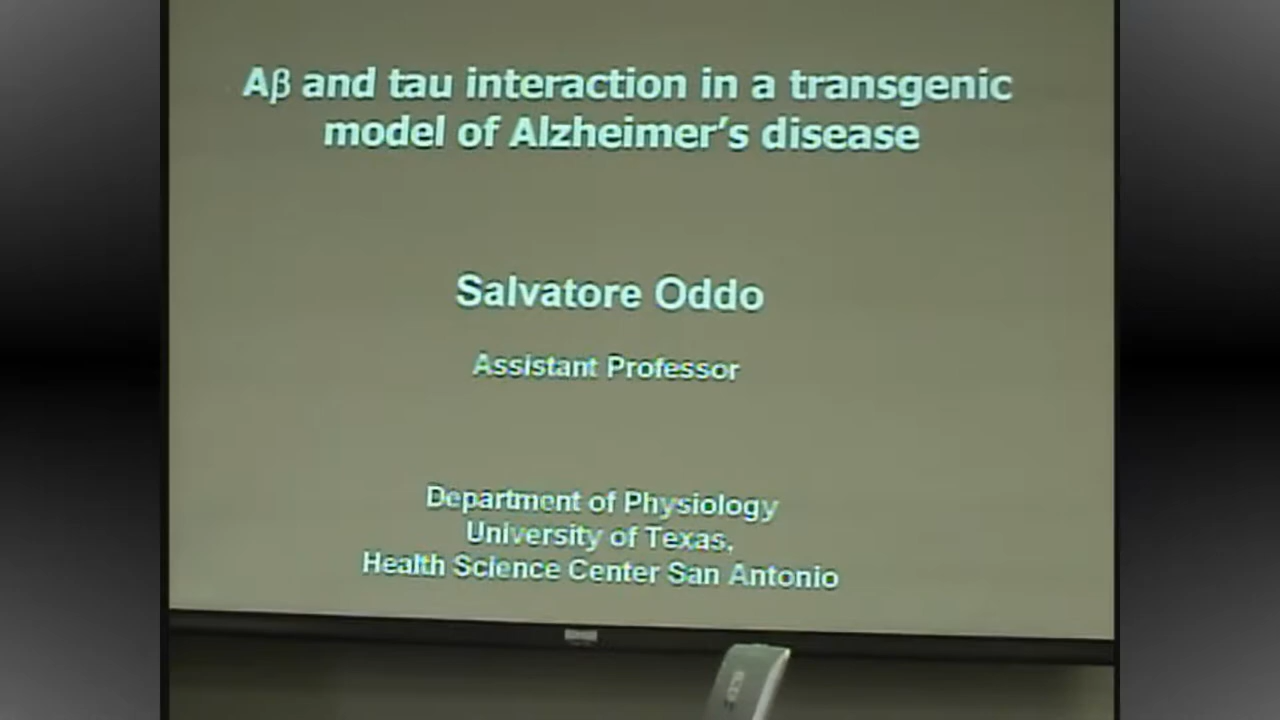 Aβ and tau interaction in a transgenic
model of Alzheimer's disease
Salvatore Oddo
Assistant Professor
Department of Physiology
University of Texas,
Health Science Center San Antonio